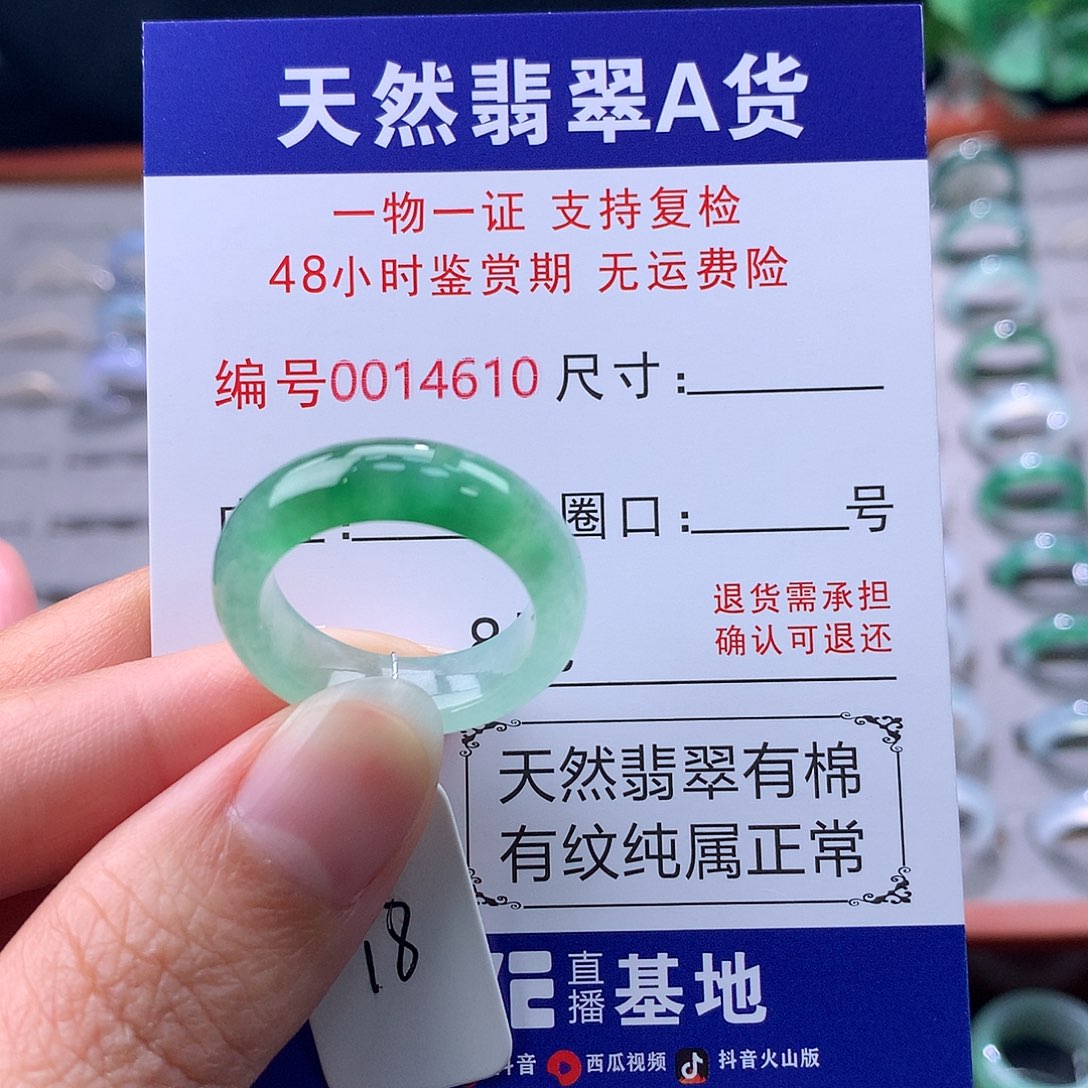 天然翡翠A货
一物一证 支持复检
48小时鉴赏期 无运费险
编号0014610 尺寸:
圈口: 号
退货需承担
确认可退还
天然翡翠有棉
有纹纯属正常
18
直播基地
抖音 西瓜视频 抖音火山版